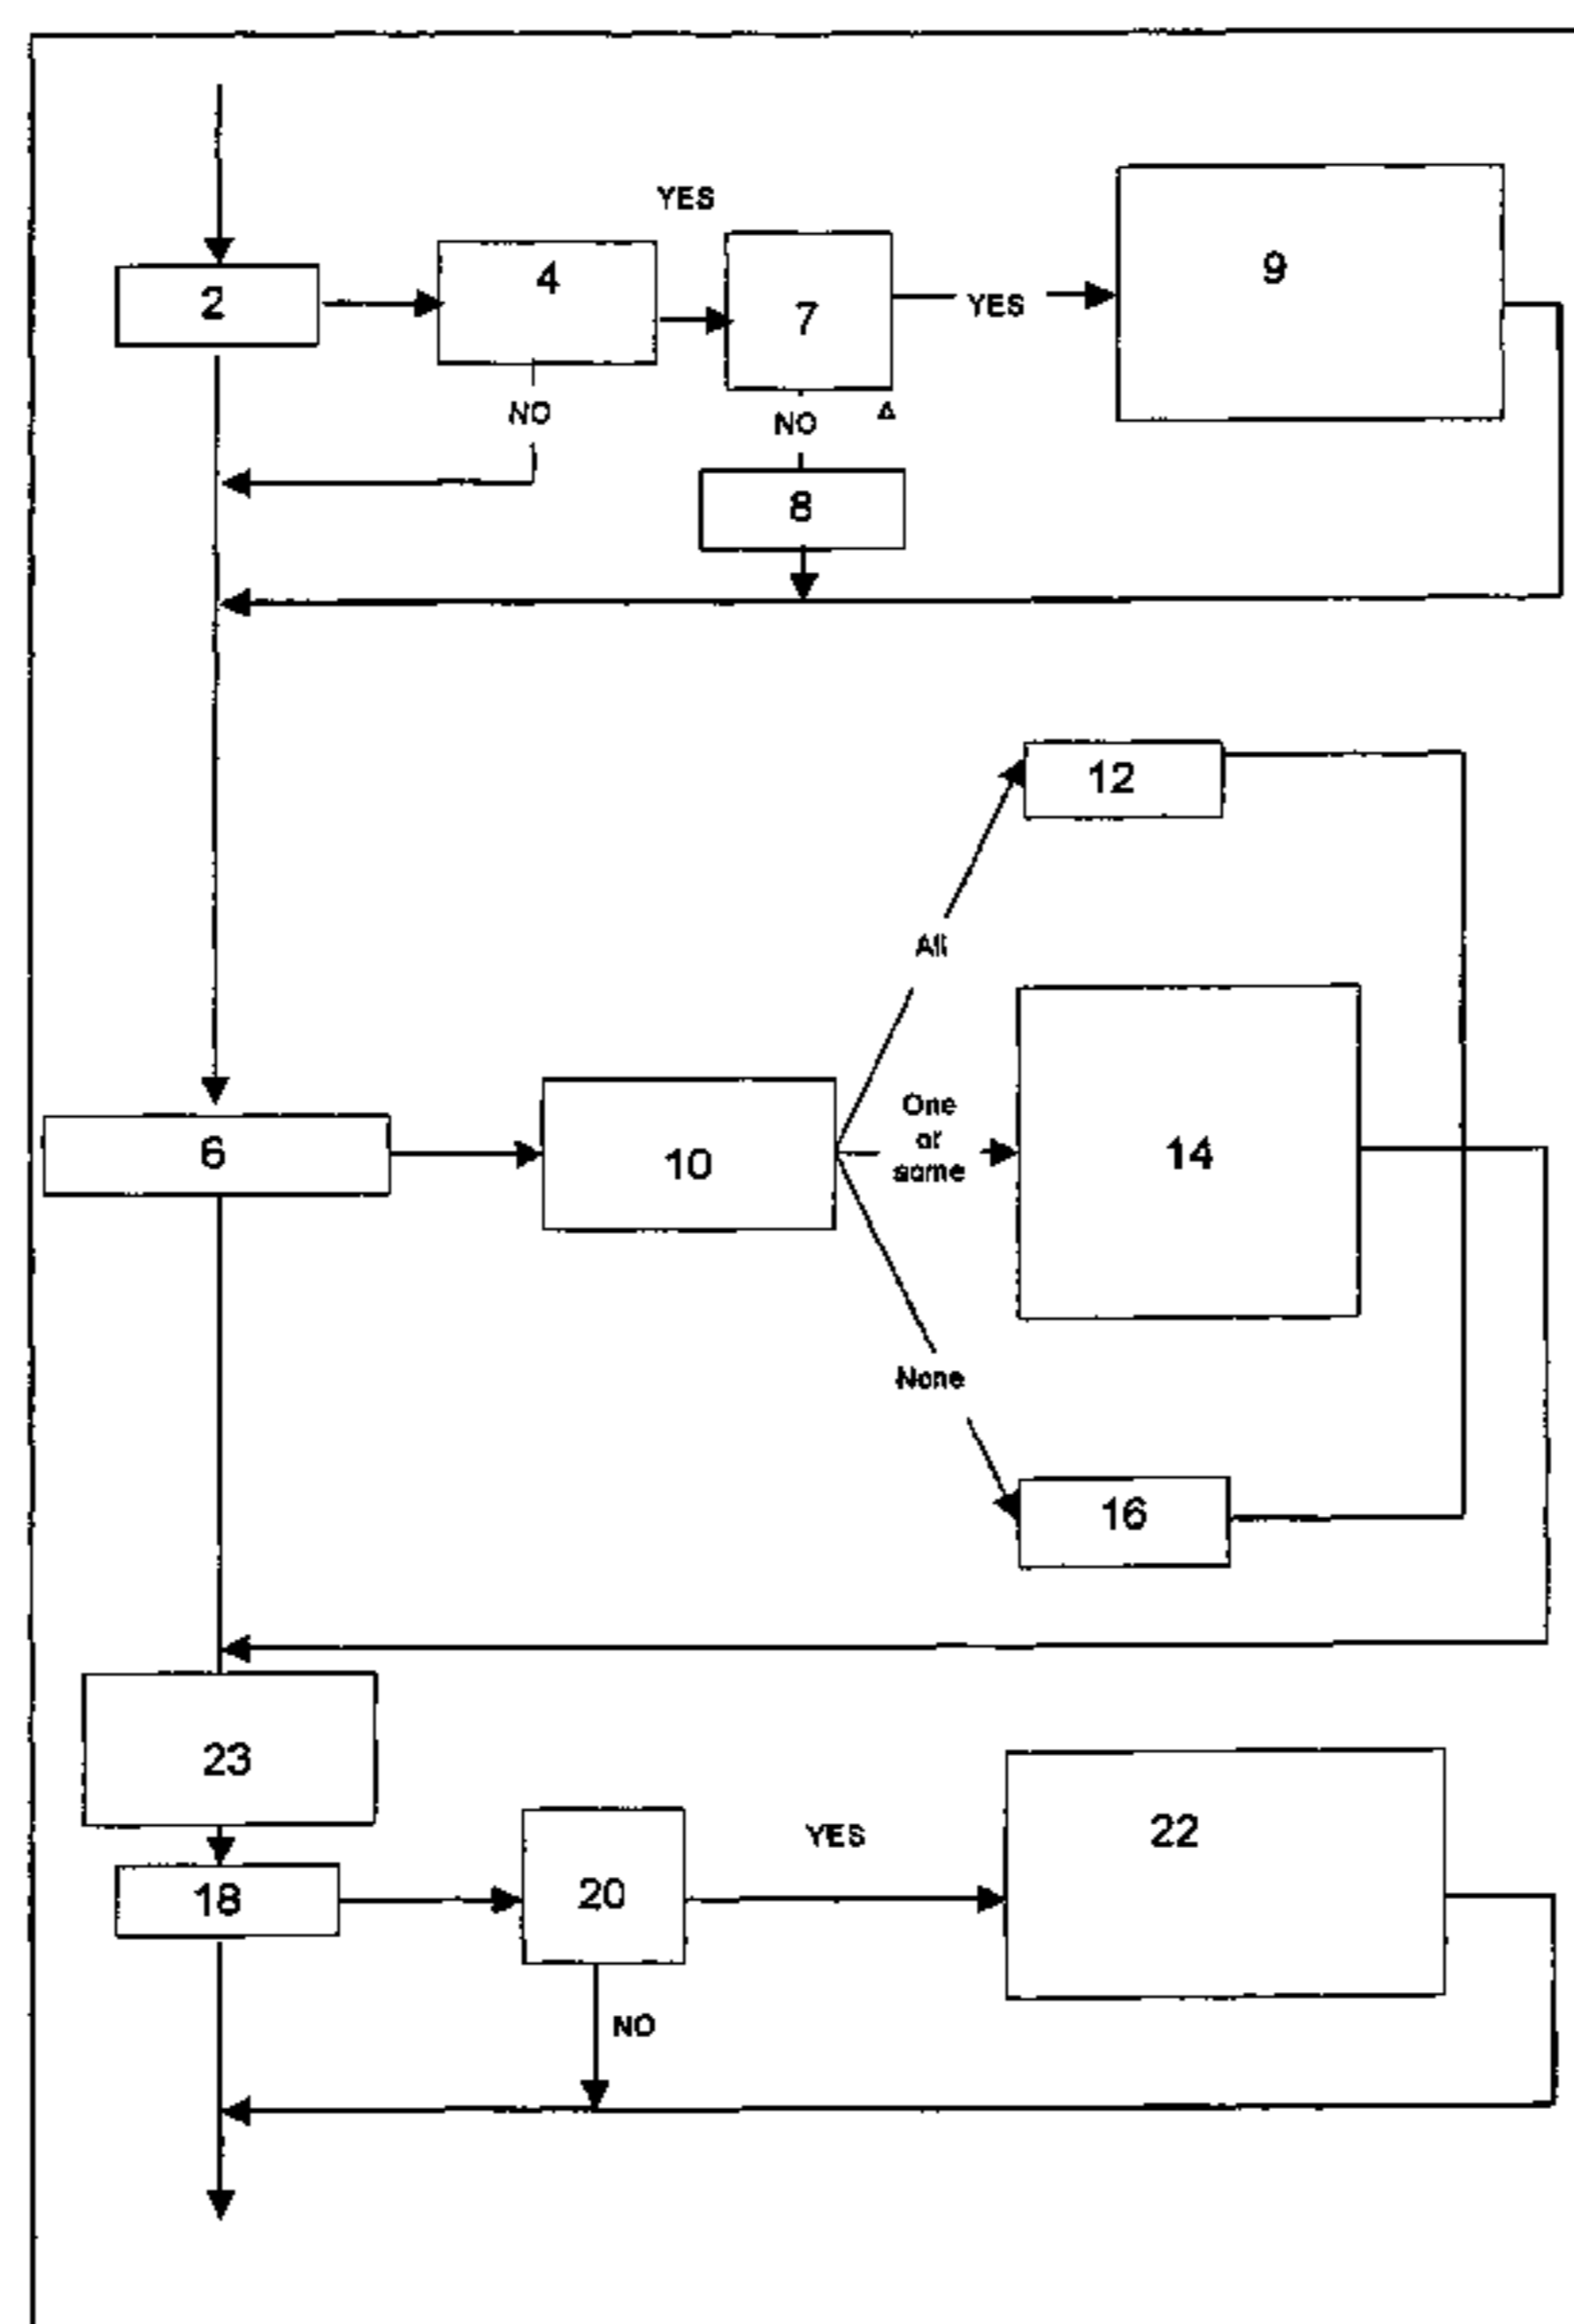 YES
2
4
7
YES
9
NO
NO
Δ
8
12
All
6
10
One
or
some
14
None
16
23
18
20
YES
22
NO